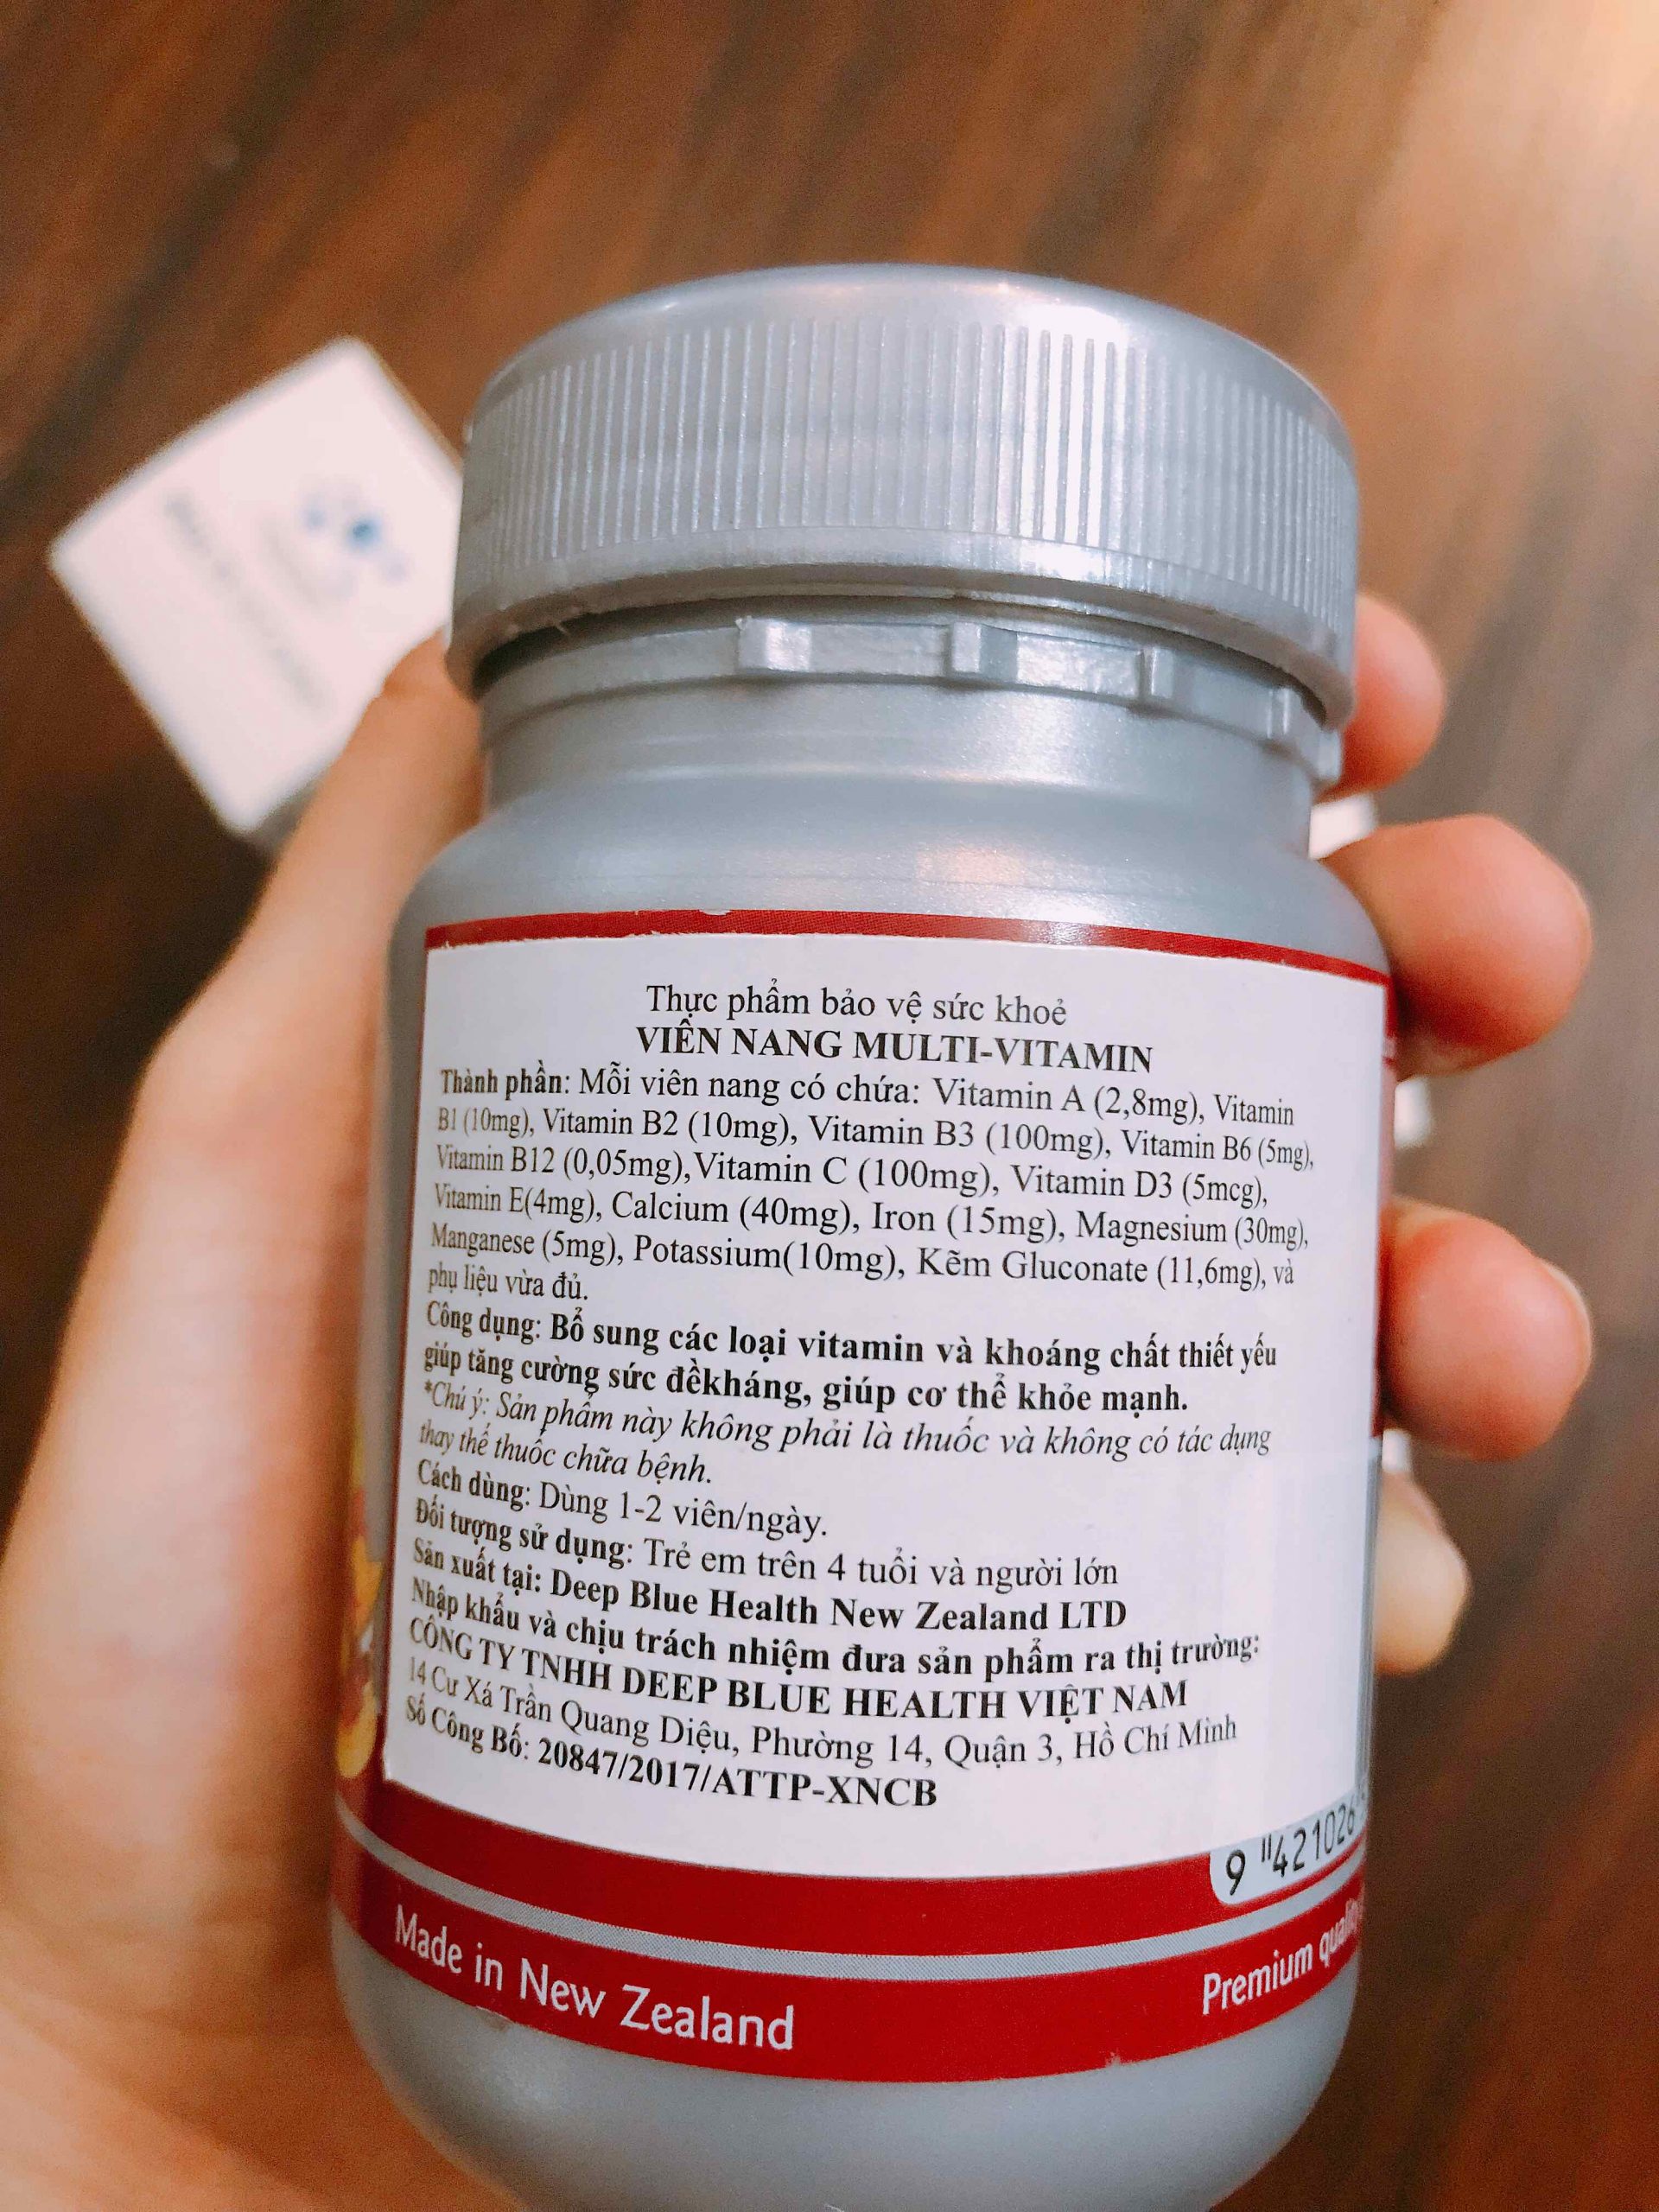 Thực phẩm bảo vệ sức khoẻ
VIÊN NANG MULTI-VITAMIN
Thành phần: Mỗi viên nang có chứa: Vitamin A (2,8mg), Vitamin
B1 (10mg), Vitamin B2 (10mg), Vitamin B3 (100mg), Vitamin B6 (5mg),
Vitamin B12 (0,05mg),Vitamin C (100mg), Vitamin D3 (5mcg),
Vitamin E(4mg), Calcium (40mg), Iron (15mg), Magnesium (30mg),
Manganese (5mg), Potassium(10mg), Kẽm Gluconate (11,6mg), và
phụ liệu vừa đủ.
Công dụng: Bổ sung các loại vitamin và khoáng chất thiết yếu
giúp tăng cường sức đềkháng, giúp cơ thể khỏe mạnh.
*Chú ý: Sản phẩm này không phải là thuốc và không có tác dụng
thay thế thuốc chữa bệnh.
Cách dùng: Dùng 1-2 viên/ngày.
Đối tượng sử dụng: Trẻ em trên 4 tuổi và người lớn
Sản xuất tại: Deep Blue Health New Zealand LTD
Nhập khẩu và chịu trách nhiệm đưa sản phẩm ra thị trường:
CÔNG TY TNHH DEEP BLUE HEALTH VIỆT NAM
14 Cư Xá Trần Quang Diệu, Phường 14, Quận 3, Hồ Chí Minh
Số Công Bố: 20847/2017/ATTP-XNCB
9 421026
Made in New Zealand
Premium quality